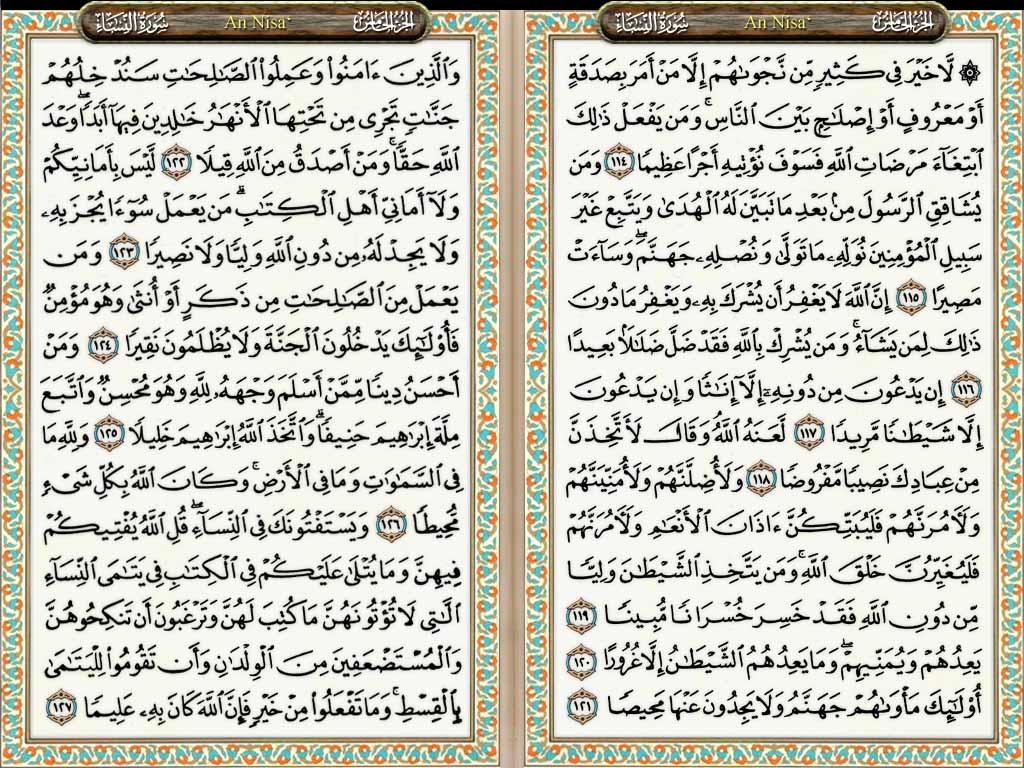 سورة النساء An Nisa` الجزء الخامس
۞ لَّا خَيْرَ فِى كَثِيرٍ مِّن نَّجْوَىٰهُمْ إِلَّا مَنْ أَمَرَ بِصَدَقَةٍ
أَوْ مَعْرُوفٍ أَوْ إِصْلَٰحٍۭ بَيْنَ ٱلنَّاسِ ۚ وَمَن يَفْعَلْ ذَٰلِكَ
ٱبْتِغَآءَ مَرْضَاتِ ٱللَّهِ فَسَوْفَ نُؤْتِيهِ أَجْرًا عَظِيمًا ١١٤ وَمَن
يُشَاقِقِ ٱلرَّسُولَ مِنۢ بَعْدِ مَا تَبَيَّنَ لَهُ ٱلْهُدَىٰ وَيَتَّبِعْ غَيْرَ
سَبِيلِ ٱلْمُؤْمِنِينَ نُوَلِّهِۦ مَا تَوَلَّىٰ وَنُصْلِهِۦ جَهَنَّمَ ۖ وَسَآءَتْ
مَصِيرًا ١١٥ إِنَّ ٱللَّهَ لَا يَغْفِرُ أَن يُشْرَكَ بِهِۦ وَيَغْفِرُ مَا دُونَ
ذَٰلِكَ لِمَن يَشَآءُ ۚ وَمَن يُشْرِكْ بِٱللَّهِ فَقَدْ ضَلَّ ضَلَٰلًۢا بَعِيدًا
١١٦ إِن يَدْعُونَ مِن دُونِهِۦٓ إِلَّآ إِنَٰثًا وَإِن يَدْعُونَ
إِلَّا شَيْطَٰنًا مَّرِيدًا ١١٧ لَّعَنَهُ ٱللَّهُ وَقَالَ لَأَتَّخِذَنَّ
مِنْ عِبَادِكَ نَصِيبًا مَّفْرُوضًا ١١٨ وَلَأُضِلَّنَّهُمْ وَلَأُمَنِّيَنَّهُمْ
وَلَءَامُرَنَّهُمْ فَلَيُبَتِّكُنَّ ءَاذَانَ ٱلْأَنْعَٰمِ وَلَءَامُرَنَّهُمْ
فَلَيُغَيِّرُنَّ خَلْقَ ٱللَّهِ ۚ وَمَن يَتَّخِذِ ٱلشَّيْطَٰنَ وَلِيًّا
مِّن دُونِ ٱللَّهِ فَقَدْ خَسِرَ خُسْرَانًا مُّبِينًا ١١٩
يَعِدُهُمْ وَيُمَنِّيهِمْ ۖ وَمَا يَعِدُهُمُ ٱلشَّيْطَٰنُ إِلَّا غُرُورًا ١٢٠
أُو۟لَٰٓئِكَ مَأْوَىٰهُمْ جَهَنَّمُ وَلَا يَجِدُونَ عَنْهَا مَحِيصًا ١٢١
سورة النساء An Nisa` الجزء الخامس
وَٱلَّذِينَ ءَامَنُوا۟ وَعَمِلُوا۟ ٱلصَّٰلِحَٰتِ سَنُدْخِلُهُمْ
جَنَّٰتٍ تَجْرِى مِن تَحْتِهَا ٱلْأَنْهَٰرُ خَٰلِدِينَ فِيهَآ أَبَدًا ۖ وَعْدَ
ٱللَّهِ حَقًّا ۚ وَمَنْ أَصْدَقُ مِنَ ٱللَّهِ قِيلًا ١٢٢ لَّيْسَ بِأَمَانِيِّكُمْ
وَلَآ أَمَانِىِّ أَهْلِ ٱلْكِتَٰبِ ۗ مَن يَعْمَلْ سُوٓءًا يُجْزَ بِهِۦ
وَلَا يَجِدْ لَهُۥ مِن دُونِ ٱللَّهِ وَلِيًّا وَلَا نَصِيرًا ١٢٣ وَمَن
يَعْمَلْ مِنَ ٱلصَّٰلِحَٰتِ مِن ذَكَرٍ أَوْ أُنثَىٰ وَهُوَ مُؤْمِنٌ
فَأُو۟لَٰٓئِكَ يَدْخُلُونَ ٱلْجَنَّةَ وَلَا يُظْلَمُونَ نَقِيرًا ١٢٤ وَمَنْ
أَحْسَنُ دِينًا مِّمَّنْ أَسْلَمَ وَجْهَهُۥ لِلَّهِ وَهُوَ مُحْسِنٌ وَٱتَّبَعَ
مِلَّةَ إِبْرَٰهِيمَ حَنِيفًا ۗ وَٱتَّخَذَ ٱللَّهُ إِبْرَٰهِيمَ خَلِيلًا ١٢٥ وَلِلَّهِ مَا
فِى ٱلسَّمَٰوَٰتِ وَمَا فِى ٱلْأَرْضِ ۚ وَكَانَ ٱللَّهُ بِكُلِّ شَىْءٍ
مُّحِيطًا ١٢٦ وَيَسْتَفْتُونَكَ فِى ٱلنِّسَآءِ ۖ قُلِ ٱللَّهُ يُفْتِيكُمْ
فِيهِنَّ وَمَا يُتْلَىٰ عَلَيْكُمْ فِى ٱلْكِتَٰبِ فِى يَتَٰمَى ٱلنِّسَآءِ
ٱلَّٰتِى لَا تُؤْتُونَهُنَّ مَا كُتِبَ لَهُنَّ وَتَرْغَبُونَ أَن تَنكِحُوهُنَّ
وَٱلْمُسْتَضْعَفِينَ مِنَ ٱلْوِلْدَٰنِ وَأَن تَقُومُوا۟ لِلْيَتَٰمَىٰ
بِٱلْقِسْطِ ۚ وَمَا تَفْعَلُوا۟ مِنْ خَيْرٍ فَإِنَّ ٱللَّهَ كَانَ بِهِۦ عَلِيمًا ١٢٧